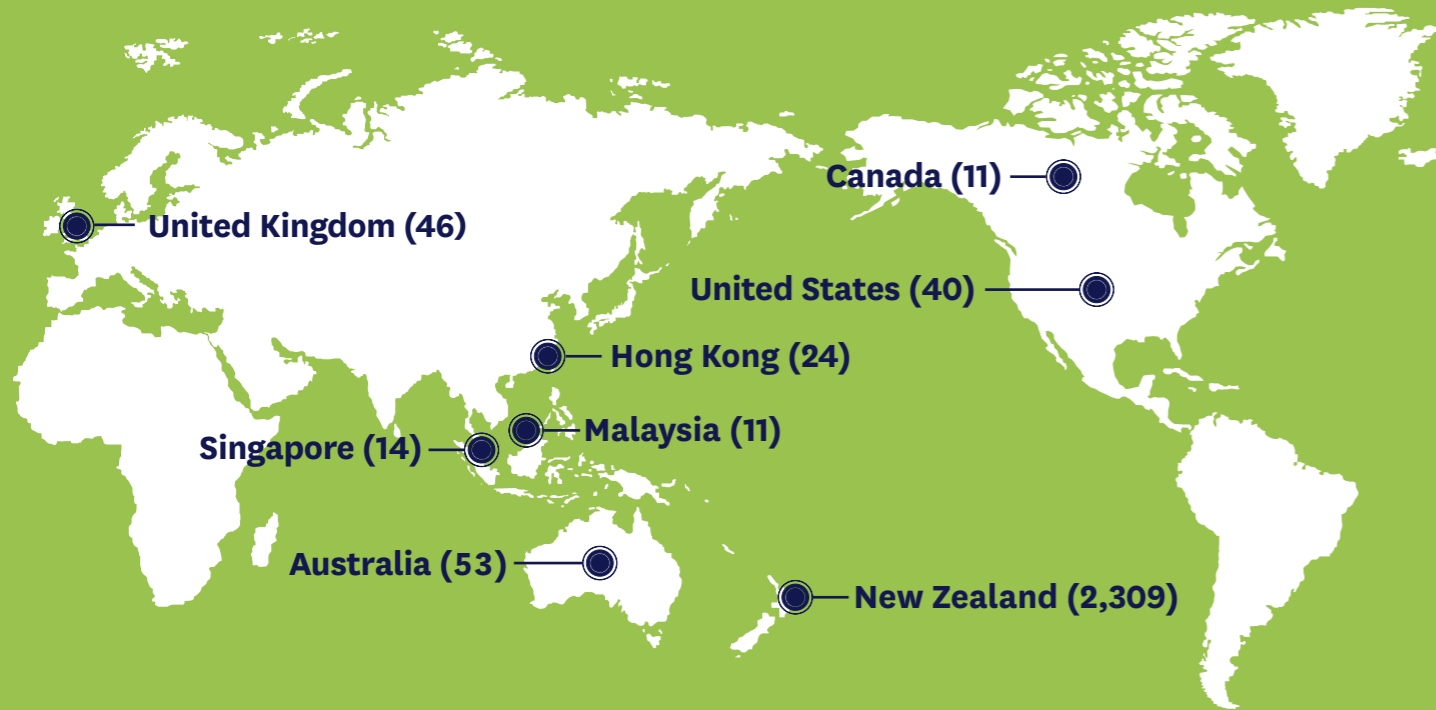 Canada (11)
United Kingdom (46)
United States (40)
Hong Kong (24)
Malaysia (11)
Singapore (14)
Australia (53)
New Zealand (2,309)